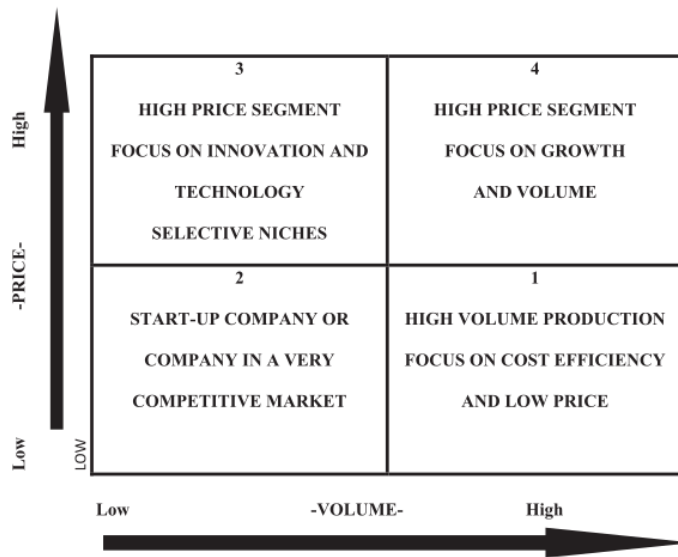 High
-PRICE-
Low
LOW
3
HIGH PRICE SEGMENT
FOCUS ON INNOVATION AND
TECHNOLOGY
SELECTIVE NICHES
4
HIGH PRICE SEGMENT
FOCUS ON GROWTH
AND VOLUME
2
START-UP COMPANY OR
COMPANY IN A VERY
COMPETITIVE MARKET
1
HIGH VOLUME PRODUCTION
FOCUS ON COST EFFICIENCY
AND LOW PRICE
Low -VOLUME- High